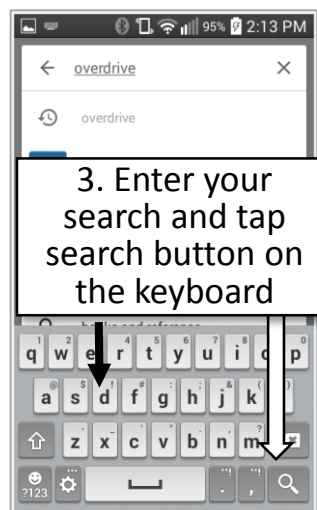 95% 2:13 PM
overdrive
overdrive
3. Enter your
search and tap
search button on
the keyboard
q w e r t y u i o p
a s d f g h j k
z x c v b n m
?123 . ,